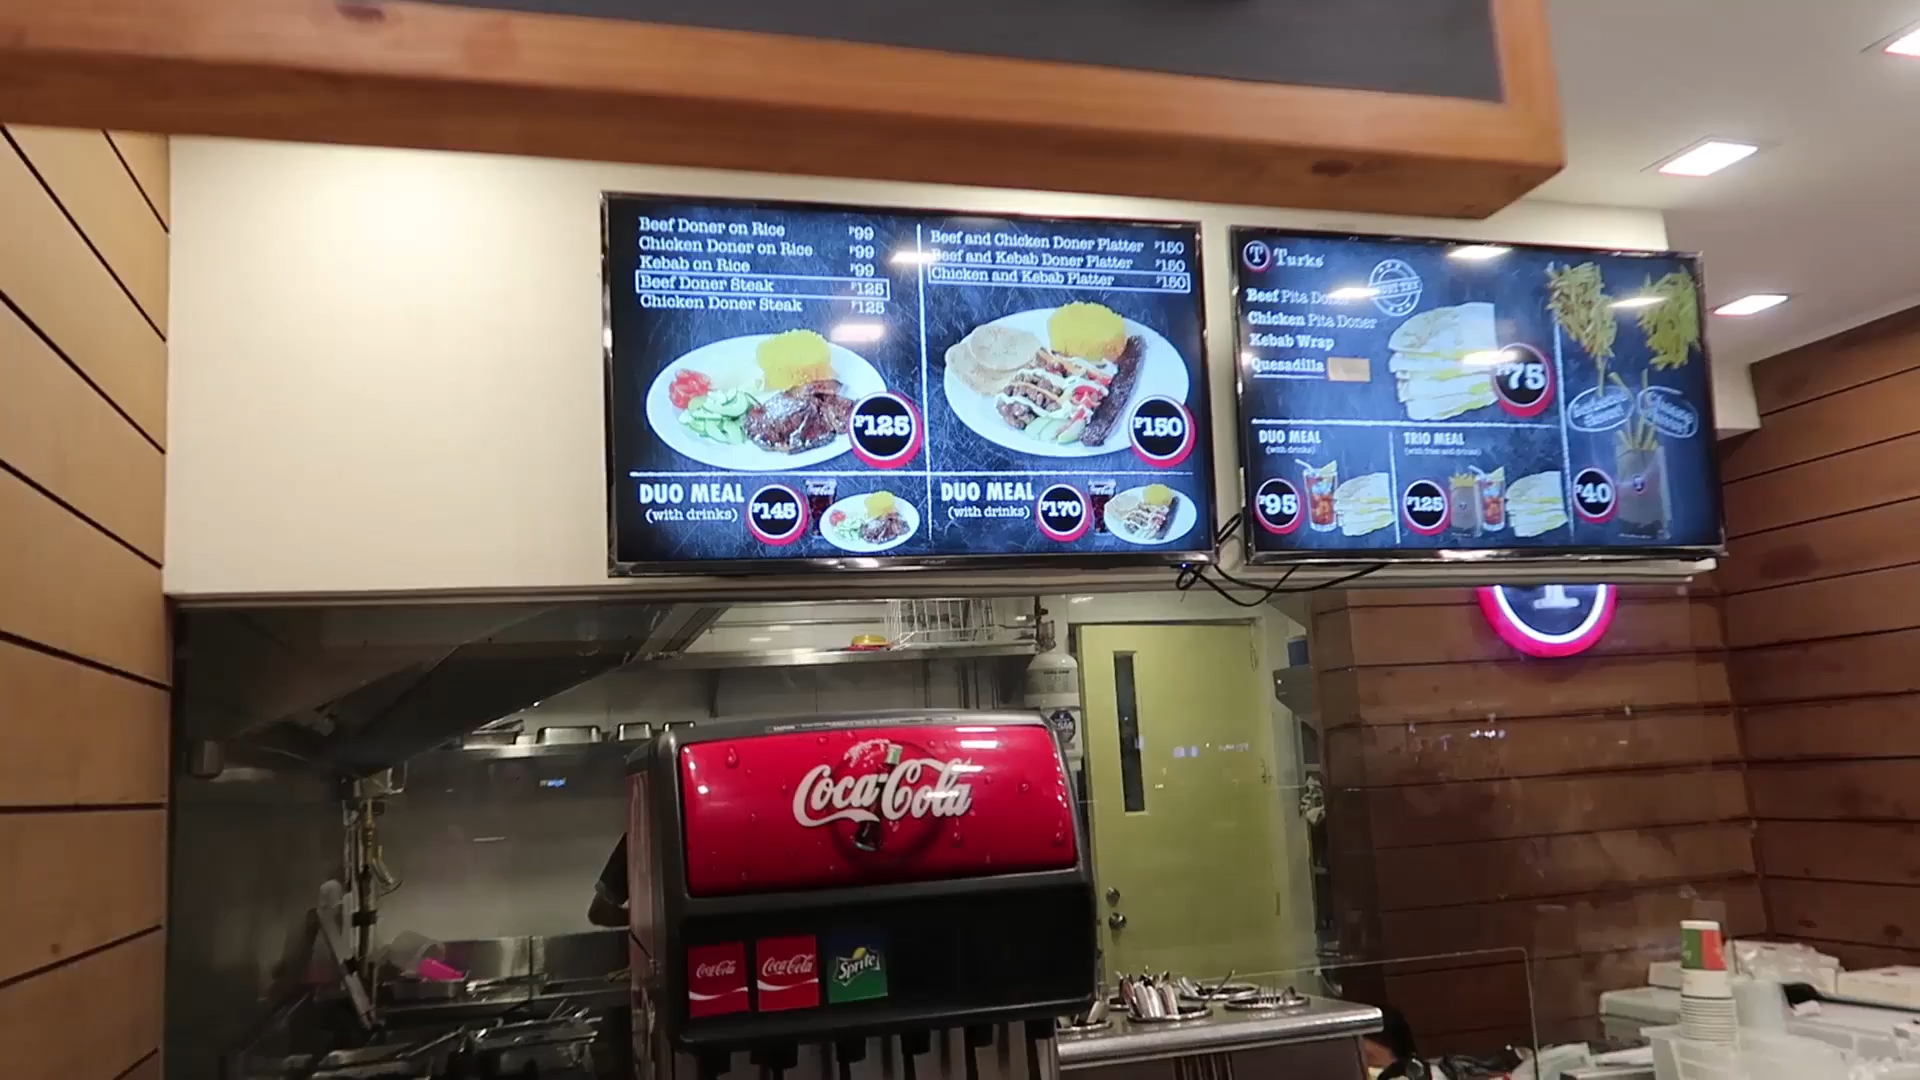 Beef Doner on Rice ₱99
Chicken Doner on Rice ₱99
Kebab on Rice ₱99
Beef Doner Steak ₱125
Chicken Doner Steak ₱125
₱125
DUO MEAL
(with drinks)
₱145
Beef and Chicken Doner Platter ₱150
Beef and Kebab Doner Platter ₱150
Chicken and Kebab Platter ₱150
₱150
DUO MEAL
(with drinks)
₱170
T Turks
Beef Pita Doner
Chicken Pita Doner
Kebab Wrap
Quesadilla
₱75
DUO MEAL
(with drinks)
₱95
TRIO MEAL
(with fries and drinks)
₱125
₱40
T
Coca-Cola
Coca-Cola
Coca-Cola
Sprite